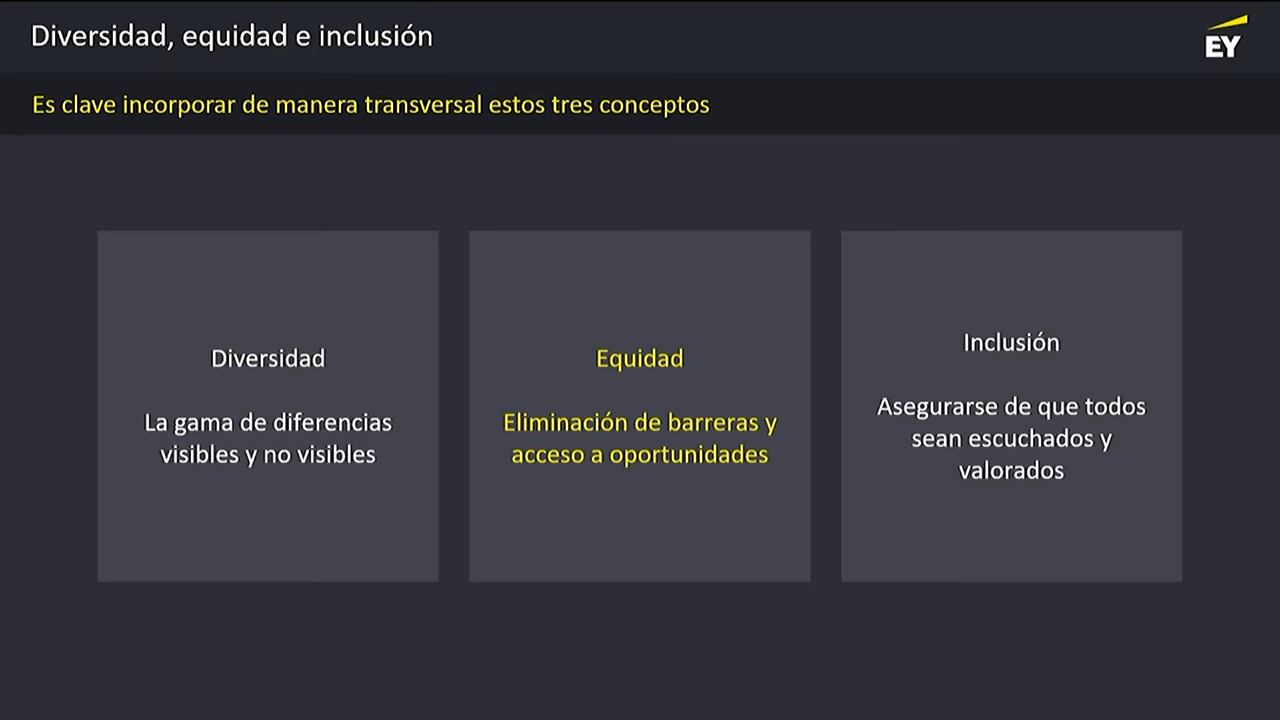 Diversidad, equidad e inclusión
EY
Es clave incorporar de manera transversal estos tres conceptos
Diversidad
La gama de diferencias
visibles y no visibles
Equidad
Eliminación de barreras y
acceso a oportunidades
Inclusión
Asegurarse de que todos
sean escuchados y
valorados